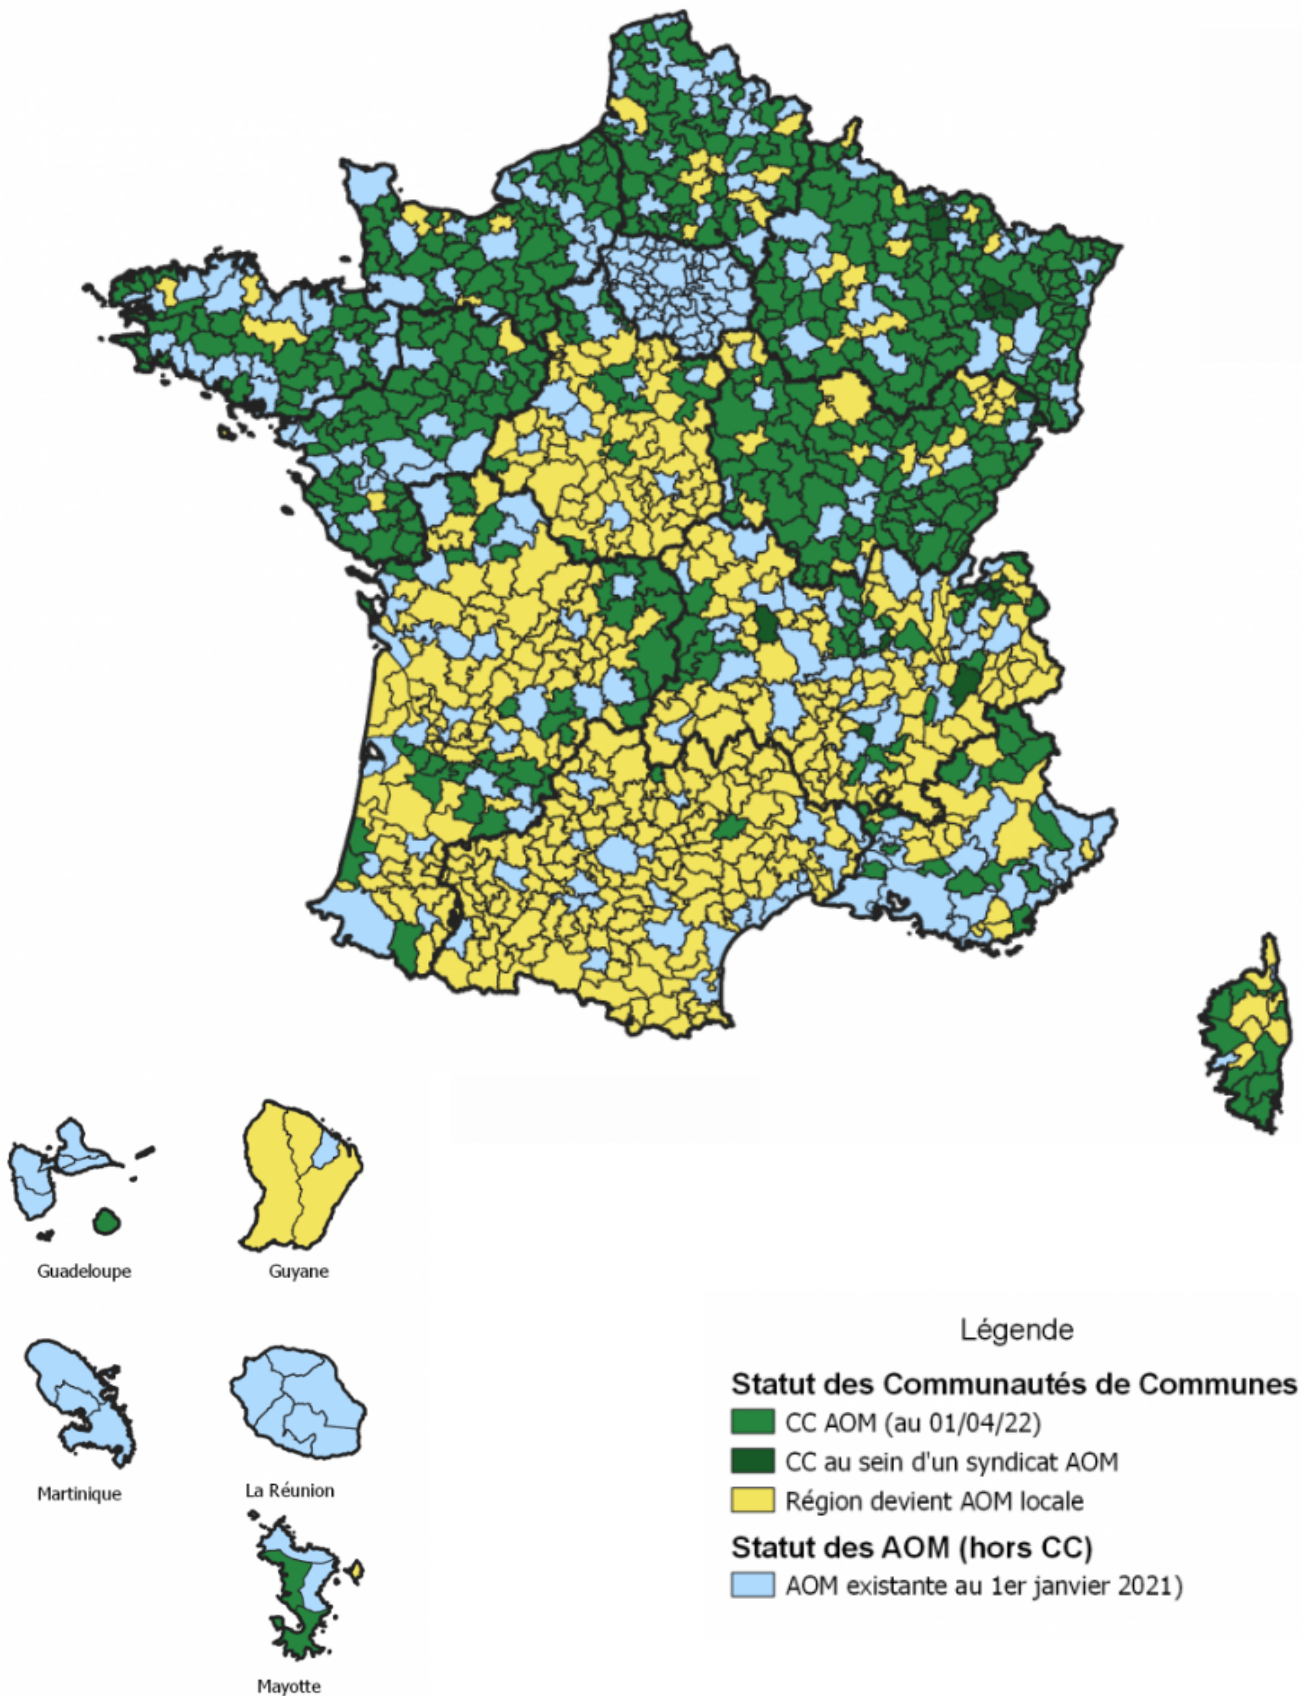 Guadeloupe
Guyane
Martinique
La Réunion
Mayotte
Légende
Statut des Communautés de Communes
CC AOM (au 01/04/22)
CC au sein d'un syndicat AOM
Région devient AOM locale
Statut des AOM (hors CC)
AOM existante au 1er janvier 2021)